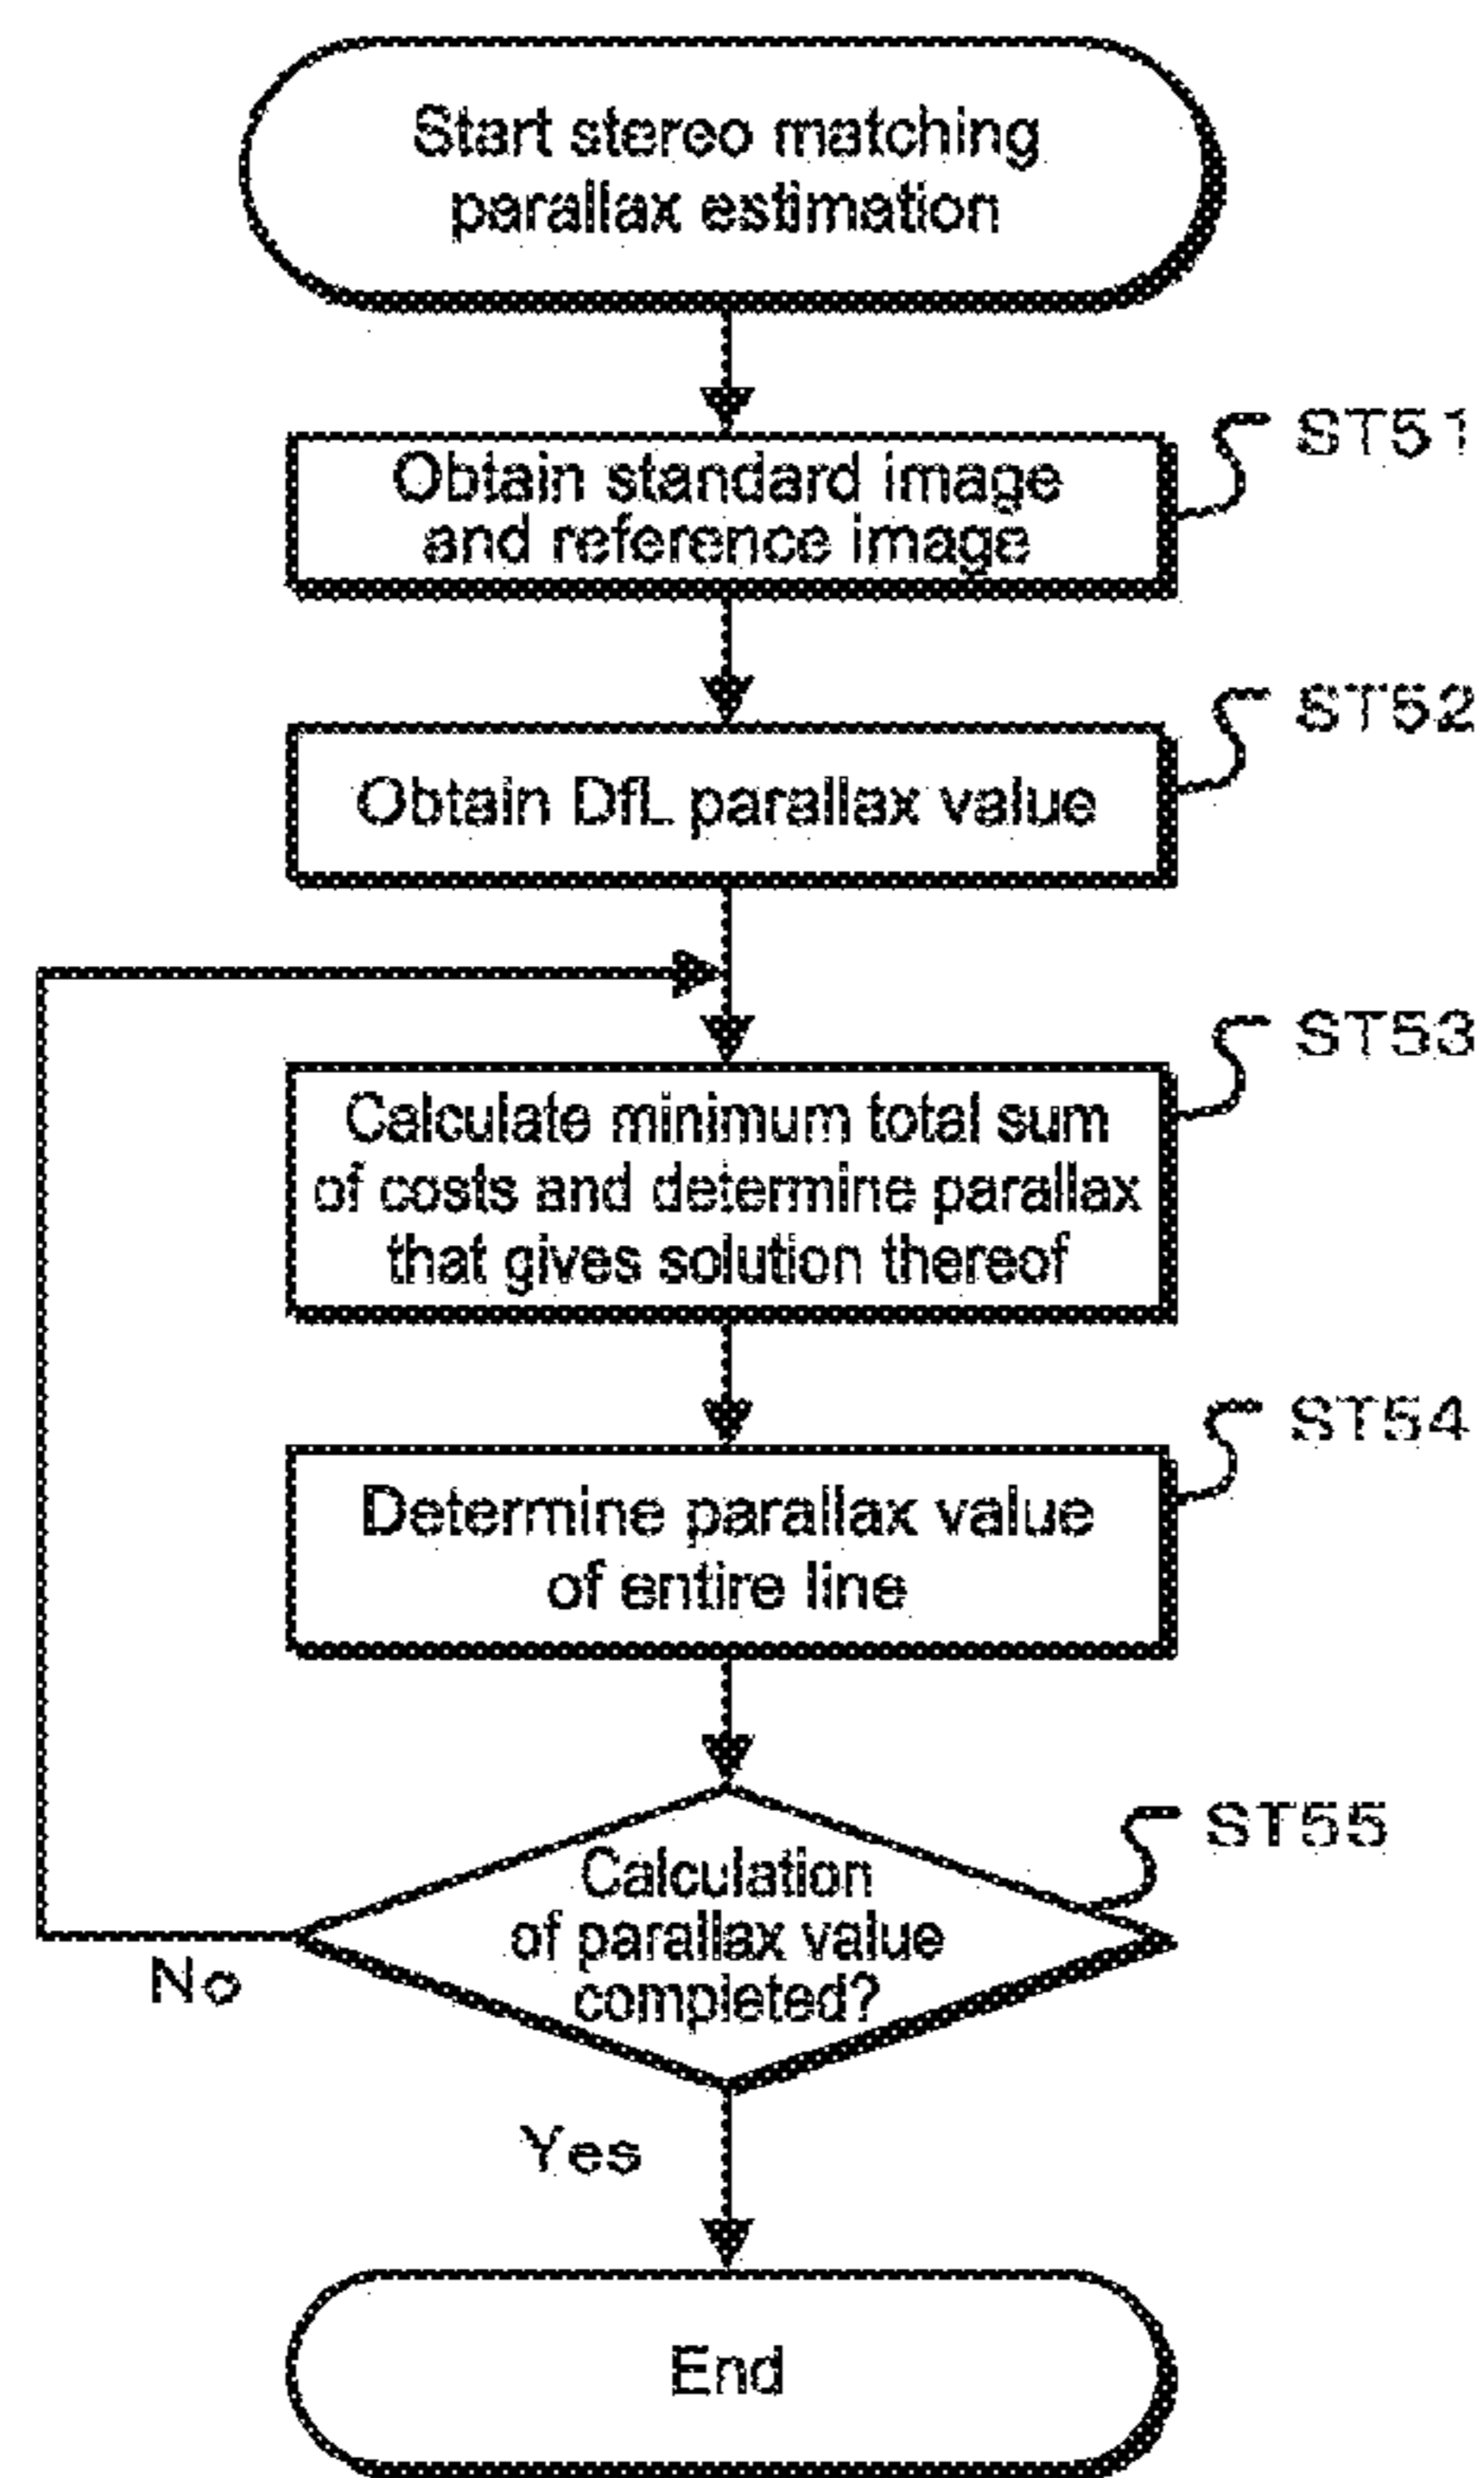 Start stereo matching
parallax estimation
ST51
Obtain standard image
and reference image
ST52
Obtain DfL parallax value
ST53
Calculate minimum total sum
of costs and determine parallax
that gives solution thereof
ST54
Determine parallax value
of entire line
ST55
Calculation
of parallax value
completed?
No
Yes
End